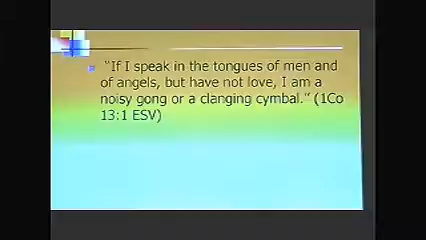 "If I speak in the tongues of men and
of angels, but have not love, I am a
noisy gong or a clanging cymbal." (1Co
13:1 ESV)